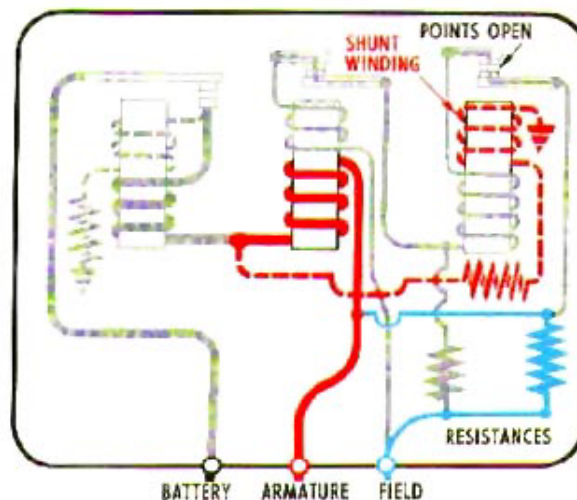 POINTS OPEN
SHUNT
WINDING
RESISTANCES
BATTERY
ARMATURE
FIELD